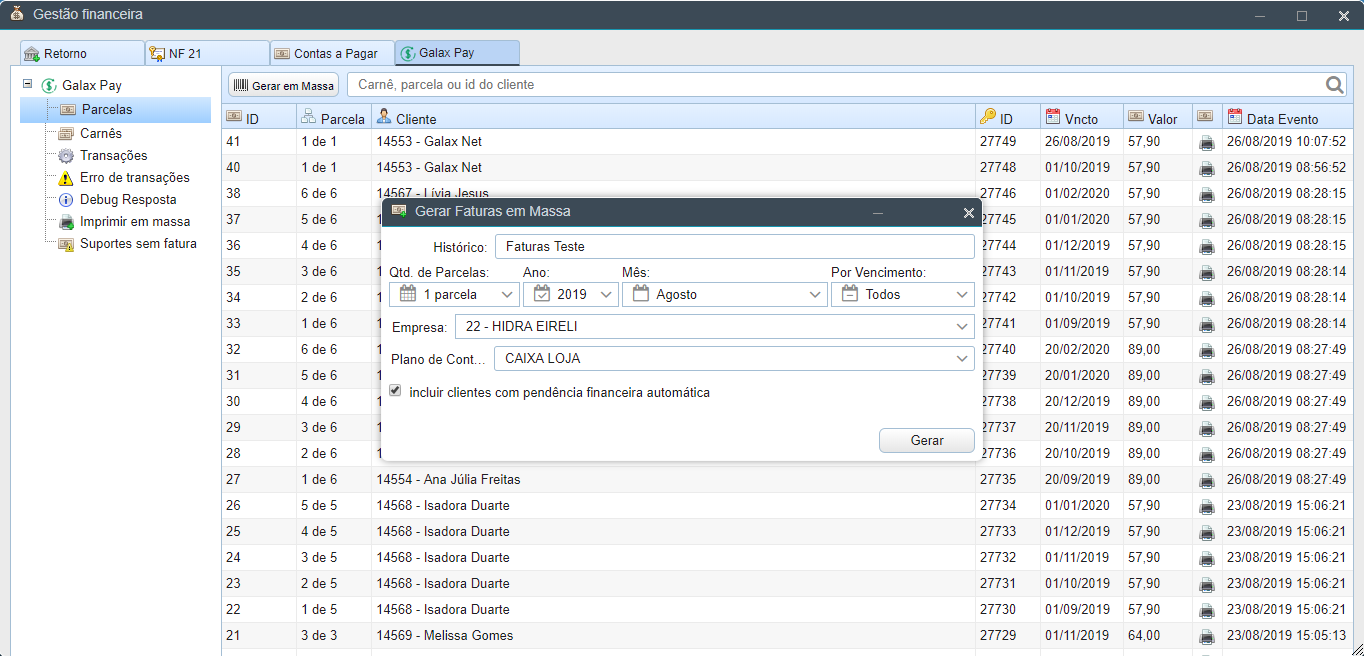 Gestão financeira
Retorno NF 21 Contas a Pagar Galax Pay
Galax Pay
Parcelas
Carnês
Transações
Erro de transações
Debug Resposta
Imprimir em massa
Suportes sem fatura
Gerar em Massa Carnê, parcela ou id do cliente
ID Parcela Cliente ID Vncto Valor Data Evento
41 1 de 1 14553 - Galax Net 27749 26/08/2019 57,90 26/08/2019 10:07:52
40 1 de 1 14553 - Galax Net 27748 01/10/2019 57,90 26/08/2019 08:56:52
38 6 de 6 14567 - Lívia Jesus 27746 01/02/2020 57,90 26/08/2019 08:28:15
37 5 de 6 27745 01/01/2020 57,90 26/08/2019 08:28:15
36 4 de 6 27744 01/12/2019 57,90 26/08/2019 08:28:15
35 3 de 6 27743 01/11/2019 57,90 26/08/2019 08:28:14
34 2 de 6 27742 01/10/2019 57,90 26/08/2019 08:28:14
33 1 de 6 27741 01/09/2019 57,90 26/08/2019 08:28:14
32 6 de 6 27740 20/02/2020 89,00 26/08/2019 08:27:49
31 5 de 6 27739 20/01/2020 89,00 26/08/2019 08:27:49
30 4 de 6 27738 20/12/2019 89,00 26/08/2019 08:27:49
29 3 de 6 27737 20/11/2019 89,00 26/08/2019 08:27:49
28 2 de 6 27736 20/10/2019 89,00 26/08/2019 08:27:49
27 1 de 6 14554 - Ana Júlia Freitas 27735 20/09/2019 89,00 26/08/2019 08:27:49
26 5 de 5 14568 - Isadora Duarte 27734 01/01/2020 57,90 23/08/2019 15:06:21
25 4 de 5 14568 - Isadora Duarte 27733 01/12/2019 57,90 23/08/2019 15:06:21
24 3 de 5 14568 - Isadora Duarte 27732 01/11/2019 57,90 23/08/2019 15:06:21
23 2 de 5 14568 - Isadora Duarte 27731 01/10/2019 57,90 23/08/2019 15:06:21
22 1 de 5 14568 - Isadora Duarte 27730 01/09/2019 57,90 23/08/2019 15:06:21
21 3 de 3 14569 - Melissa Gomes 27729 01/11/2019 64,00 23/08/2019 15:05:13
Gerar Faturas em Massa
Histórico: Faturas Teste
Qtd. de Parcelas: Ano: Mês: Por Vencimento:
1 parcela 2019 Agosto Todos
Empresa: 22 - HIDRA EIRELI
Plano de Cont... CAIXA LOJA
incluir clientes com pendência financeira automática
Gerar